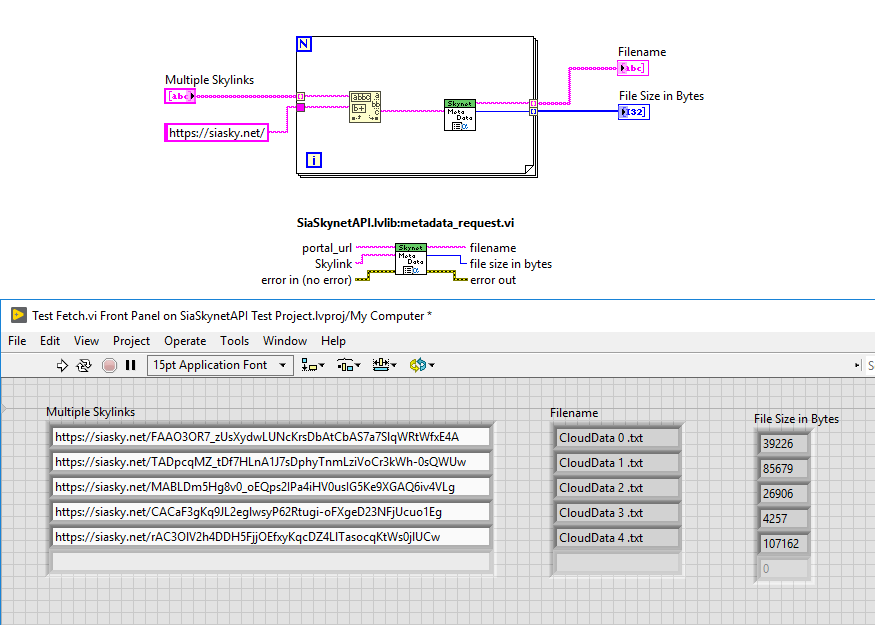 N
Multiple Skylinks
[abc]
https://siasky.net/
Skynet
Meta
Data
i
Filename
[abc]
File Size in Bytes
[I32]
SiaSkynetAPI.lvlib:metadata_request.vi
portal_url
Skylink
error in (no error)
Skynet
Meta
Data
filename
file size in bytes
error out
Test Fetch.vi Front Panel on SiaSkynetAPI Test Project.lvproj/My Computer *
File Edit View Project Operate Tools Window Help
15pt Application Font
S
Multiple Skylinks
Filename
File Size in Bytes
https://siasky.net/FAAO3OR7_zUsXydwLUNcKrsDbAtCbAS7a7SlqWRtWfxE4A
CloudData 0 .txt
39226
https://siasky.net/TADpcqMZ_tDf7HLnA1J7sDphyTnmLziVoCr3kWh-0sQWUw
CloudData 1 .txt
85679
https://siasky.net/MABLDm5Hg8v0_oEQps2lPa4iHV0usIG5Ke9XGAQ6iv4VLg
CloudData 2 .txt
26906
https://siasky.net/CACaF3gKq9JL2egIwsyP62Rtugi-oFXgeD23NFjUcuo1Eg
CloudData 3 .txt
4257
https://siasky.net/rAC3OIV2h4DDH5FjjOEfxyKqcDZ4LlTasocqKtWs0jIUCw
CloudData 4 .txt
107162
0